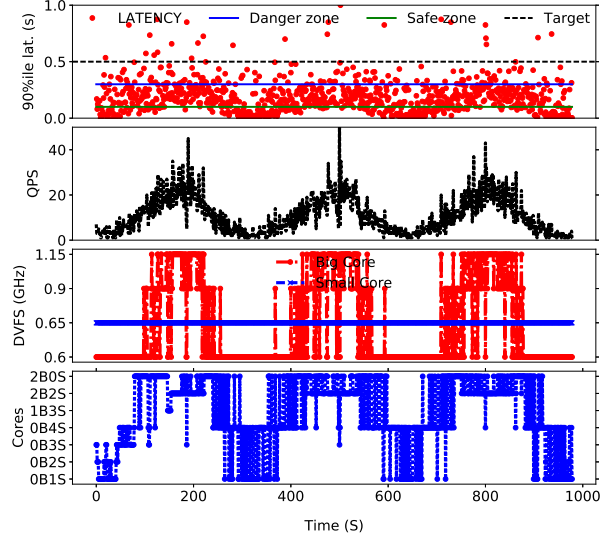 LATENCY Danger zone Safe zone Target
90%ile lat. (s)
1.0
0.5
0.0
QPS
40
20
0
DVFS (GHz)
1.15
0.9
0.65
0.6
Big Core
Small Core
Cores
2B0S
2B2S
1B3S
0B4S
0B3S
0B2S
0B1S
0 200 400 600 800 1000
Time (S)